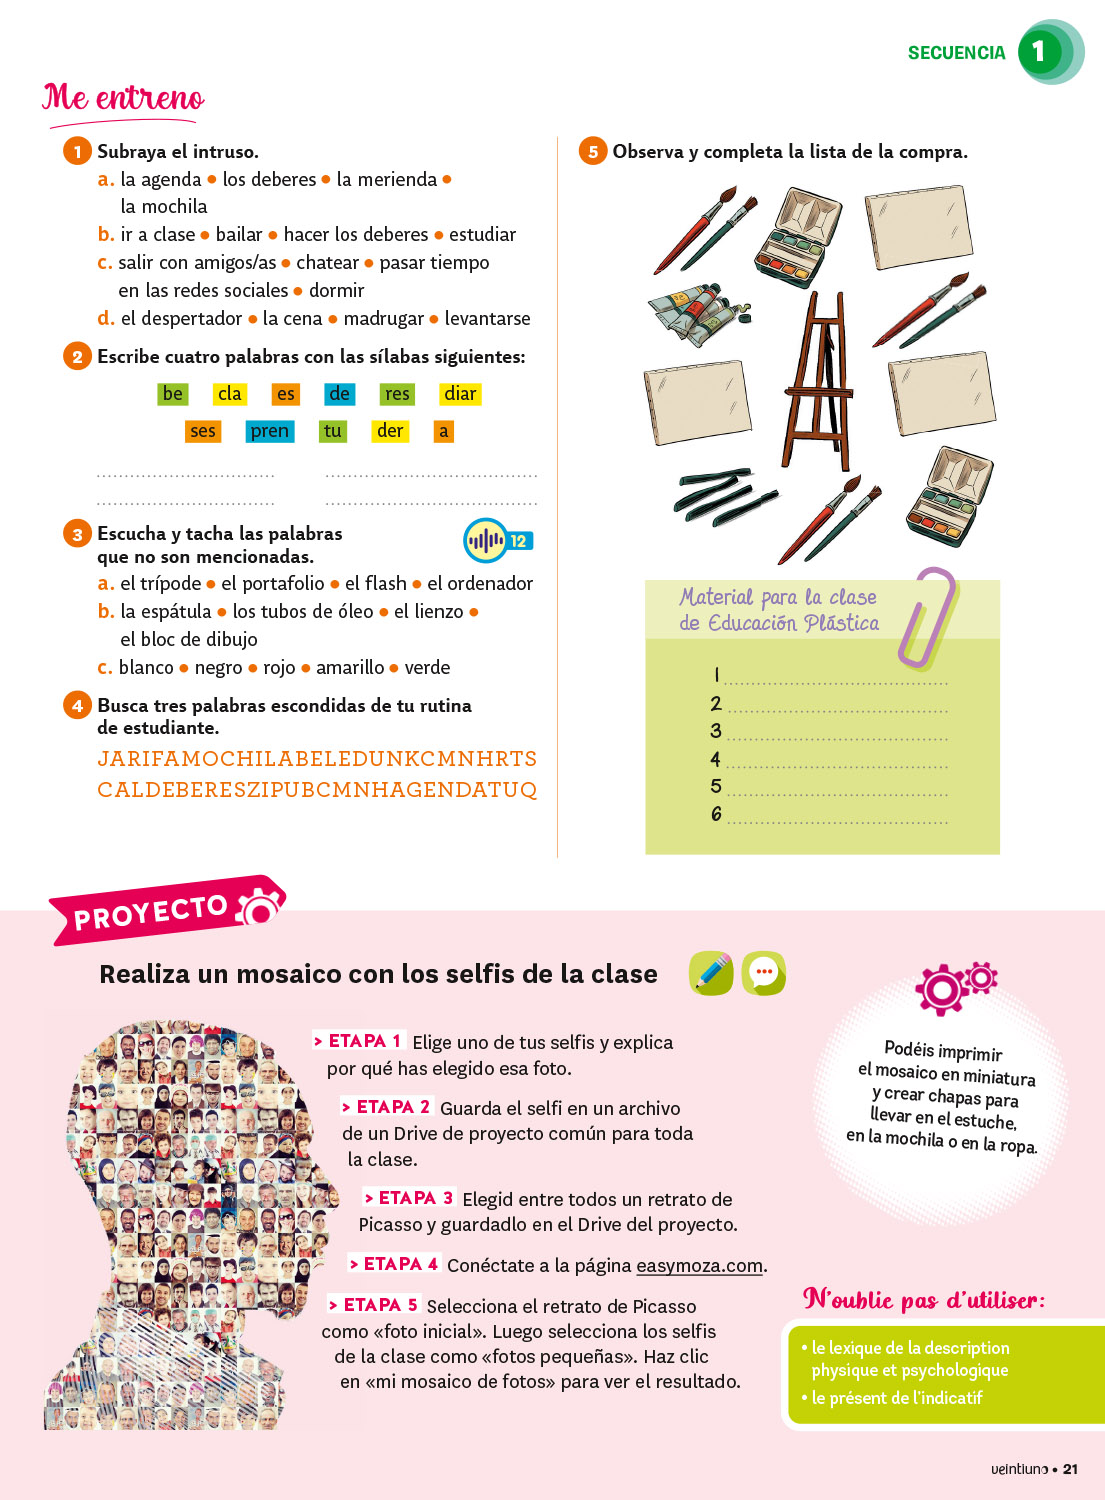 SECUENCIA 1
Me entreno
1 Subraya el intruso.
a. la agenda • los deberes • la merienda •
la mochila
b. ir a clase • bailar • hacer los deberes • estudiar
c. salir con amigos/as • chatear • pasar tiempo
en las redes sociales • dormir
d. el despertador • la cena • madrugar • levantarse
2 Escribe cuatro palabras con las sílabas siguientes:
be cla es de res diar
ses pren tu der a
3 Escucha y tacha las palabras
que no son mencionadas.
12
a. el trípode • el portafolio • el flash • el ordenador
b. la espátula • los tubos de óleo • el lienzo •
el bloc de dibujo
c. blanco • negro • rojo • amarillo • verde
4 Busca tres palabras escondidas de tu rutina
de estudiante.
JARIFAMOCHILABELEDUNKCMNHRTS
CALDEBERESZIPUBCMNHAGENDATUQ
5 Observa y completa la lista de la compra.
Material para la clase
de Educación Plástica
1
2
3
4
5
6
PROYECTO
Realiza un mosaico con los selfis de la clase
> ETAPA 1 Elige uno de tus selfis y explica
por qué has elegido esa foto.
> ETAPA 2 Guarda el selfi en un archivo
de un Drive de proyecto común para toda
la clase.
> ETAPA 3 Elegid entre todos un retrato de
Picasso y guardadlo en el Drive del proyecto.
> ETAPA 4 Conéctate a la página easymoza.com.
> ETAPA 5 Selecciona el retrato de Picasso
como «foto inicial». Luego selecciona los selfis
de la clase como «fotos pequeñas». Haz clic
en «mi mosaico de fotos» para ver el resultado.
Podéis imprimir
el mosaico en miniatura
y crear chapas para
llevar en el estuche,
en la mochila o en la ropa.
N'oublie pas d'utiliser:
• le lexique de la description
physique et psychologique
• le présent de l'indicatif
veintiuno • 21